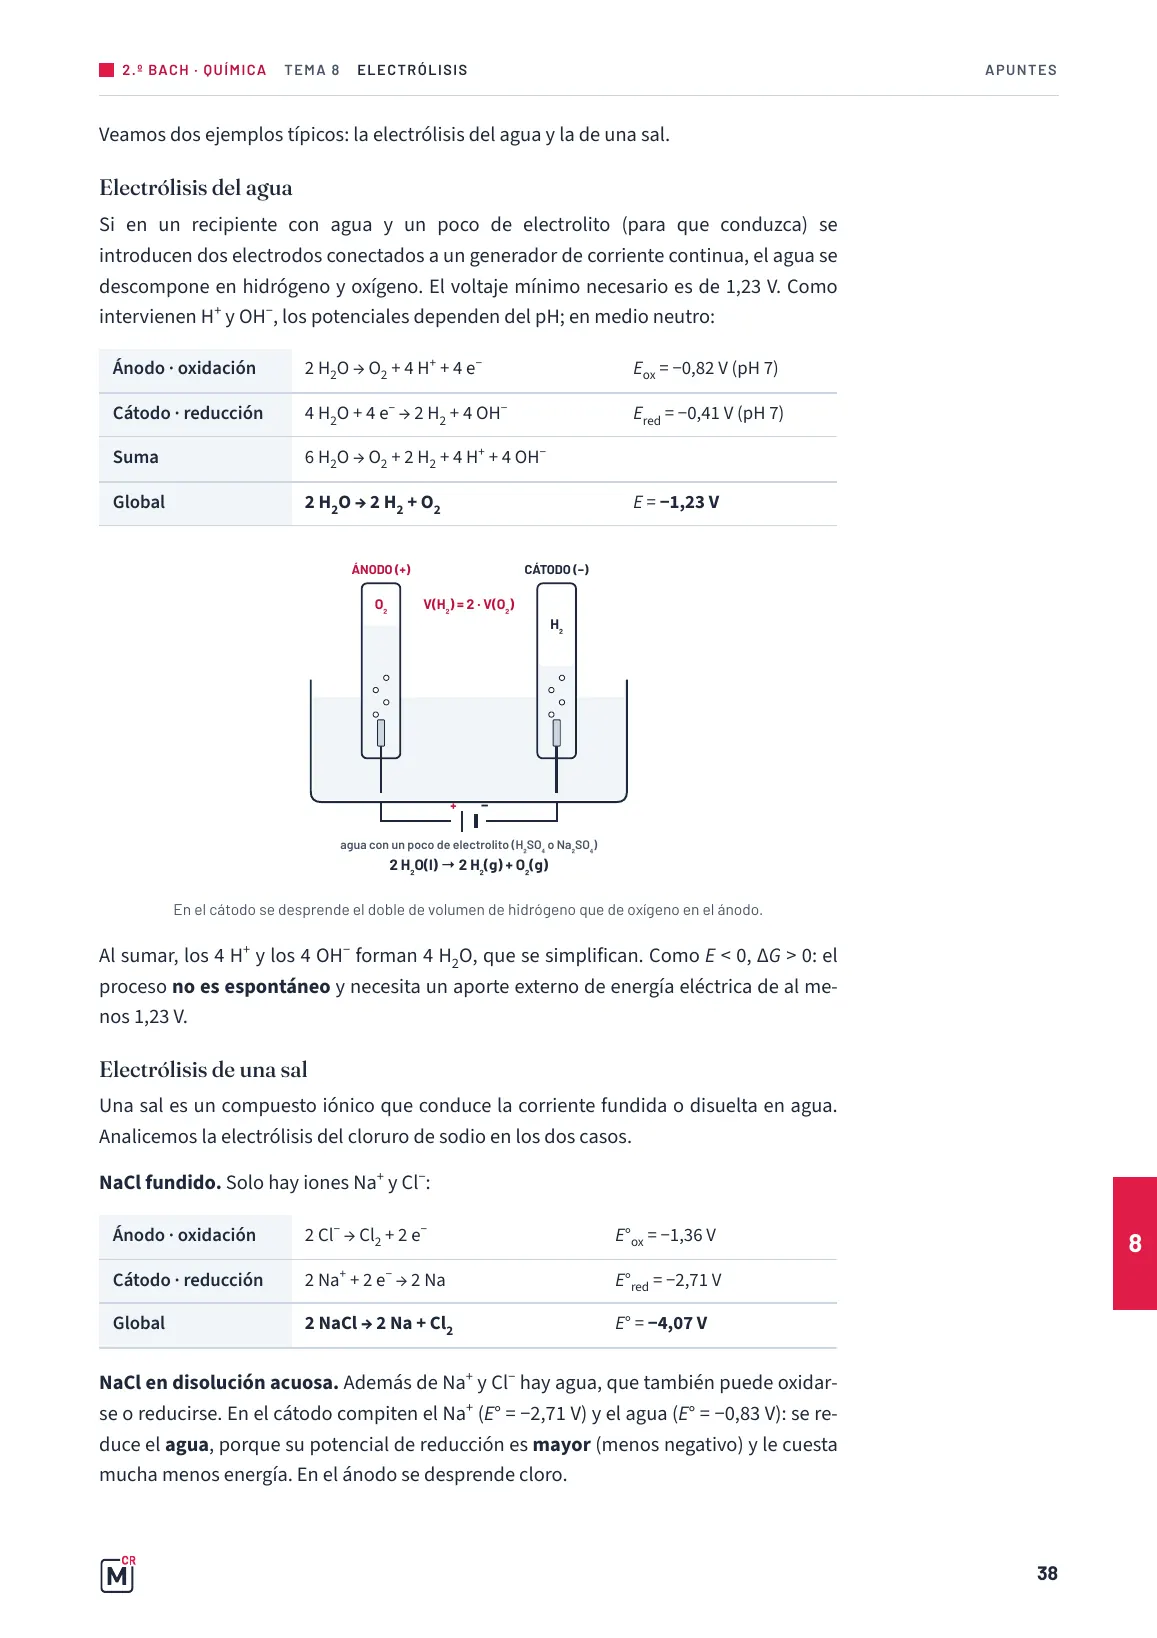 2.º BACH · QUÍMICA TEMA 8 ELECTRÓLISIS APUNTES
Veamos dos ejemplos típicos: la electrólisis del agua y la de una sal.
Electrólisis del agua
Si en un recipiente con agua y un poco de electrolito (para que conduzca) se
introducen dos electrodos conectados a un generador de corriente continua, el agua se
descompone en hidrógeno y oxígeno. El voltaje mínimo necesario es de 1,23 V. Como
intervienen H⁺ y OH⁻, los potenciales dependen del pH; en medio neutro:
Ánodo · oxidación 2 H₂O → O₂ + 4 H⁺ + 4 e⁻ Eox = −0,82 V (pH 7)
Cátodo · reducción 4 H₂O + 4 e⁻ → 2 H₂ + 4 OH⁻ Ered = −0,41 V (pH 7)
Suma 6 H₂O → O₂ + 2 H₂ + 4 H⁺ + 4 OH⁻
Global 2 H₂O → 2 H₂ + O₂ E = −1,23 V
ÁNODO (+) CÁTODO (−)
O₂ V(H₂) = 2 · V(O₂)
H₂
+ −
agua con un poco de electrolito (H₂SO₄ o Na₂SO₄)
2 H₂O(l) → 2 H₂(g) + O₂(g)
En el cátodo se desprende el doble de volumen de hidrógeno que de oxígeno en el ánodo.
Al sumar, los 4 H⁺ y los 4 OH⁻ forman 4 H₂O, que se simplifican. Como E < 0, ΔG > 0: el
proceso no es espontáneo y necesita un aporte externo de energía eléctrica de al me-
nos 1,23 V.
Electrólisis de una sal
Una sal es un compuesto iónico que conduce la corriente fundida o disuelta en agua.
Analicemos la electrólisis del cloruro de sodio en los dos casos.
NaCl fundido. Solo hay iones Na⁺ y Cl⁻:
Ánodo · oxidación 2 Cl⁻ → Cl₂ + 2 e⁻ E°ox = −1,36 V
Cátodo · reducción 2 Na⁺ + 2 e⁻ → 2 Na E°red = −2,71 V
Global 2 NaCl → 2 Na + Cl₂ E° = −4,07 V
8
NaCl en disolución acuosa. Además de Na⁺ y Cl⁻ hay agua, que también puede oxidar-
se o reducirse. En el cátodo compiten el Na⁺ (E° = −2,71 V) y el agua (E° = −0,83 V): se re-
duce el agua, porque su potencial de reducción es mayor (menos negativo) y le cuesta
mucha menos energía. En el ánodo se desprende cloro.
M CR
38